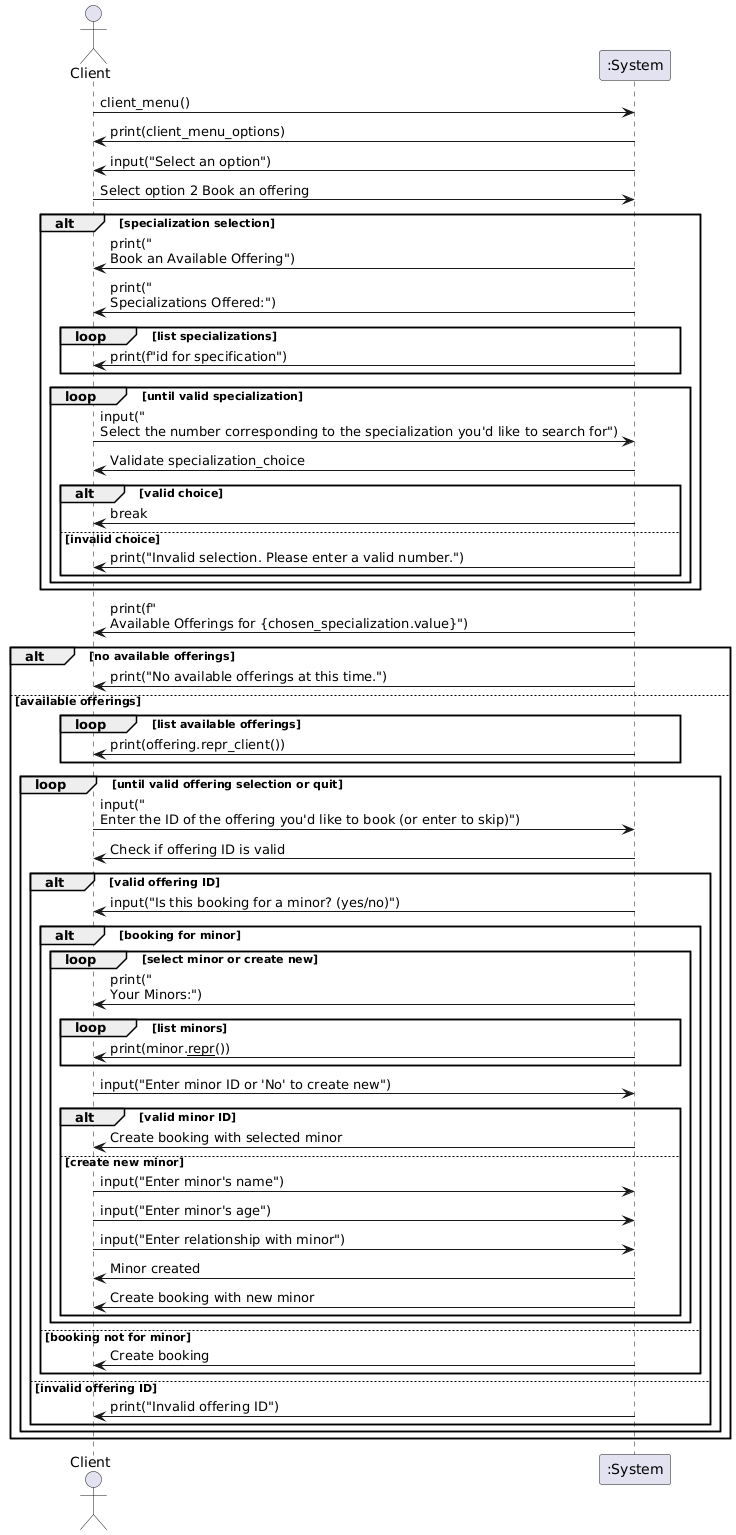 Client
:System
client_menu()
print(client_menu_options)
input("Select an option")
Select option 2 Book an offering
alt [specialization selection]
print("
Book an Available Offering")
print("
Specializations Offered:")
loop [list specializations]
print(f"id for specification")
loop [until valid specialization]
input("
Select the number corresponding to the specialization you'd like to search for")
Validate specialization_choice
alt [valid choice]
break
[invalid choice]
print("Invalid selection. Please enter a valid number.")
print(f"
Available Offerings for {chosen_specialization.value}")
alt [no available offerings]
print("No available offerings at this time.")
[available offerings]
loop [list available offerings]
print(offering.repr_client())
loop [until valid offering selection or quit]
input("
Enter the ID of the offering you'd like to book (or enter to skip)")
Check if offering ID is valid
alt [valid offering ID]
input("Is this booking for a minor? (yes/no)")
alt [booking for minor]
loop [select minor or create new]
print("
Your Minors:")
loop [list minors]
print(minor.repr())
input("Enter minor ID or 'No' to create new")
alt [valid minor ID]
Create booking with selected minor
[create new minor]
input("Enter minor's name")
input("Enter minor's age")
input("Enter relationship with minor")
Minor created
Create booking with new minor
[booking not for minor]
Create booking
[invalid offering ID]
print("Invalid offering ID")
Client
:System